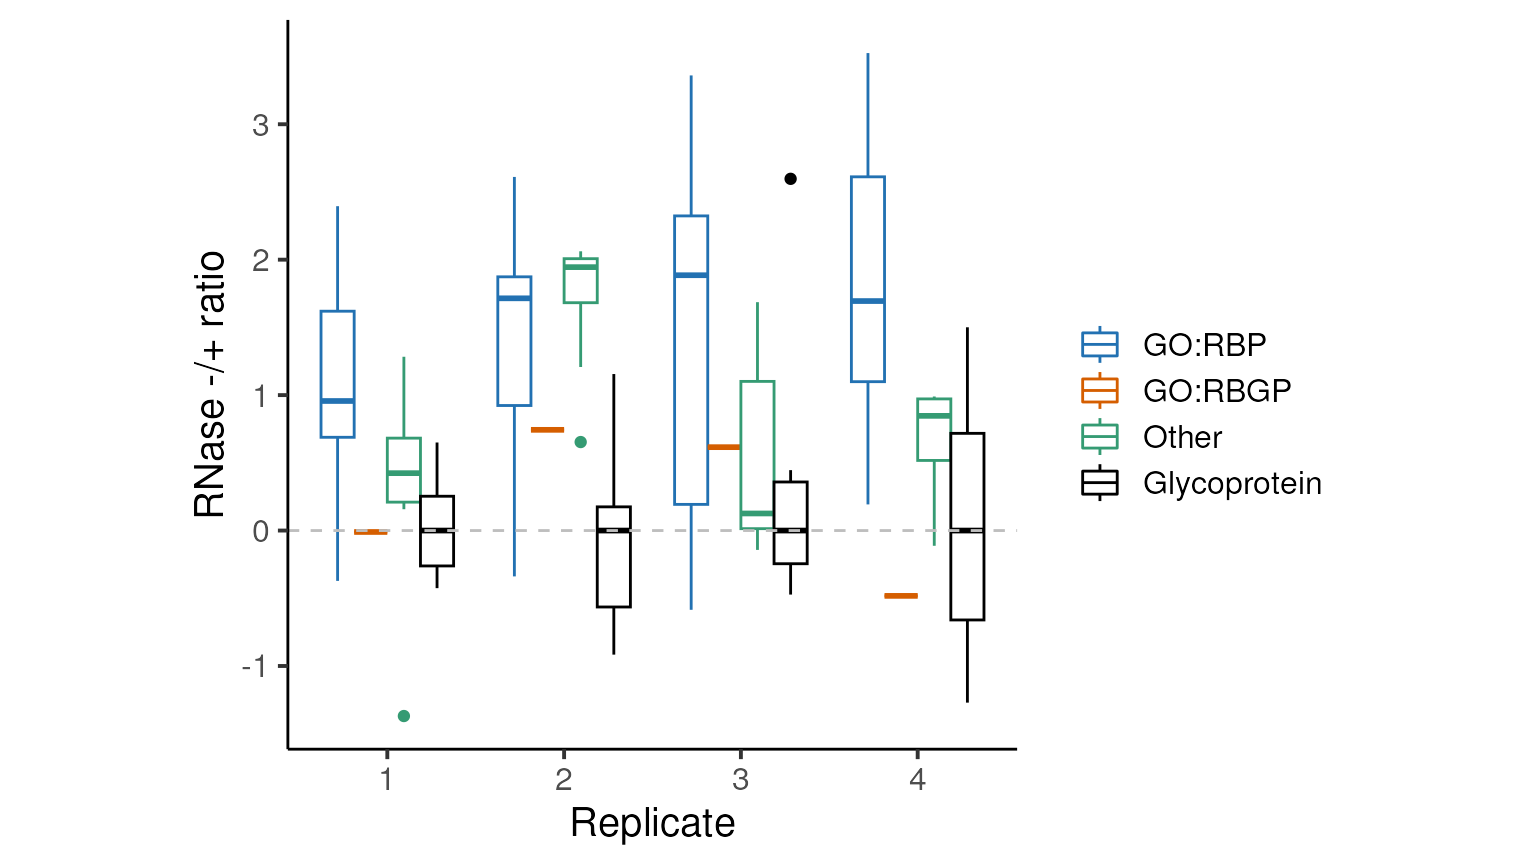 RNase -/+ ratio
3
2
1
0
-1
1 2 3 4
Replicate
GO:RBP
GO:RBGP
Other
Glycoprotein